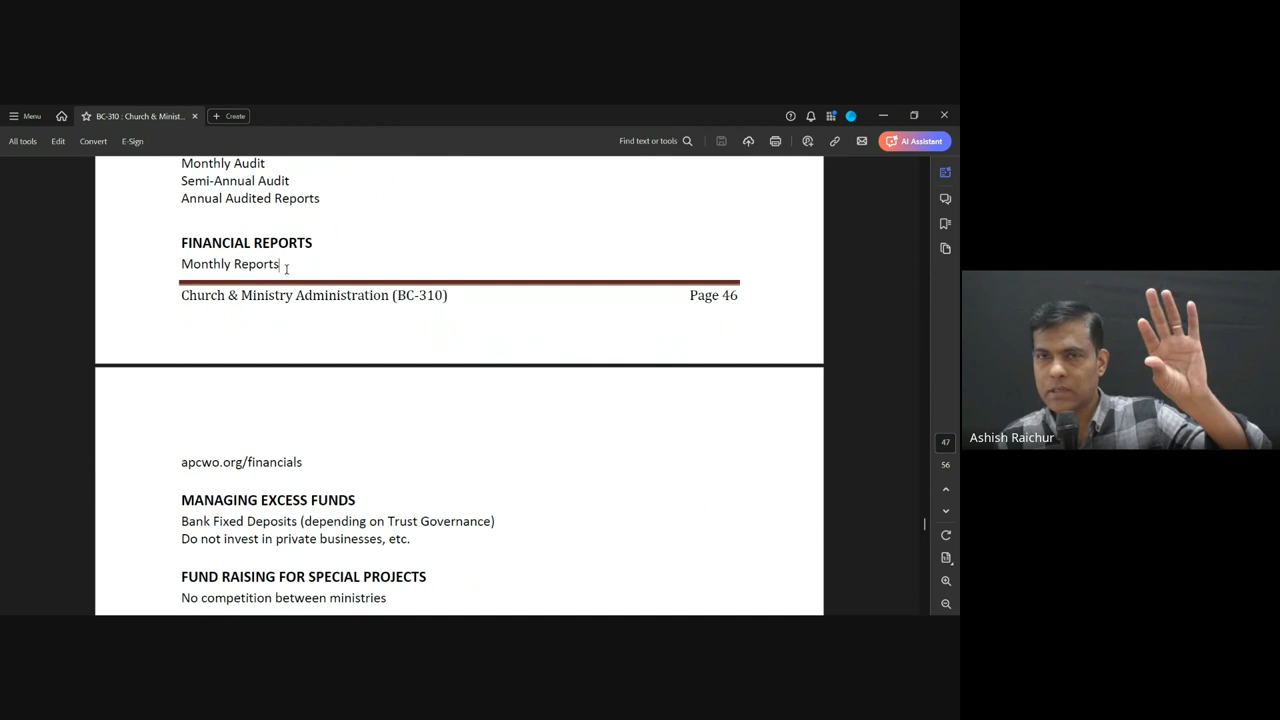 Menu
BC-310 : Church & Minist...
Create
All tools
Edit
Convert
E-Sign
Find text or tools
AI Assistant
Monthly Audit
Semi-Annual Audit
Annual Audited Reports
FINANCIAL REPORTS
Monthly Reports
Church & Ministry Administration (BC-310) Page 46
apcwo.org/financials
MANAGING EXCESS FUNDS
Bank Fixed Deposits (depending on Trust Governance)
Do not invest in private businesses, etc.
FUND RAISING FOR SPECIAL PROJECTS
No competition between ministries
47
56
Ashish Raichur